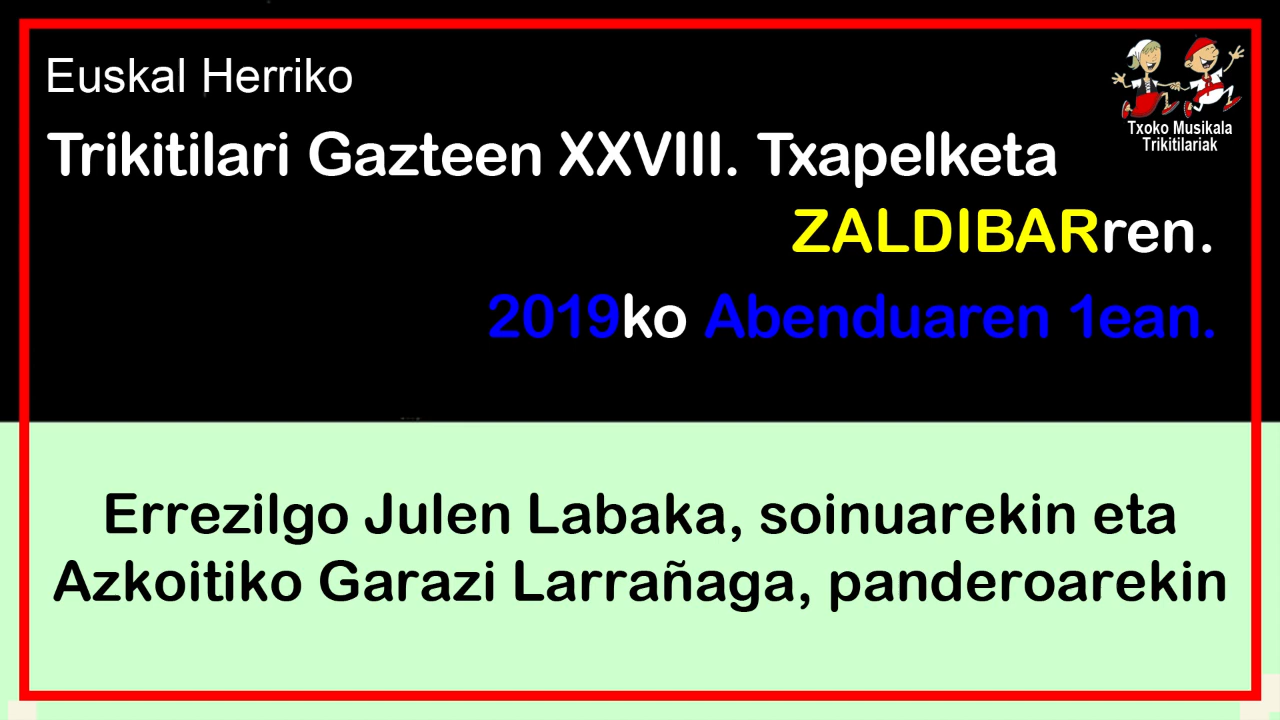 Euskal Herriko
Trikitilari Gazteen XXVIII. Txapelketa
ZALDIBARren.
2019ko Abenduaren 1ean.
Txoko Musikala
Trikitilariak
Errezilgo Julen Labaka, soinuarekin eta
Azkoitiko Garazi Larrañaga, panderoarekin